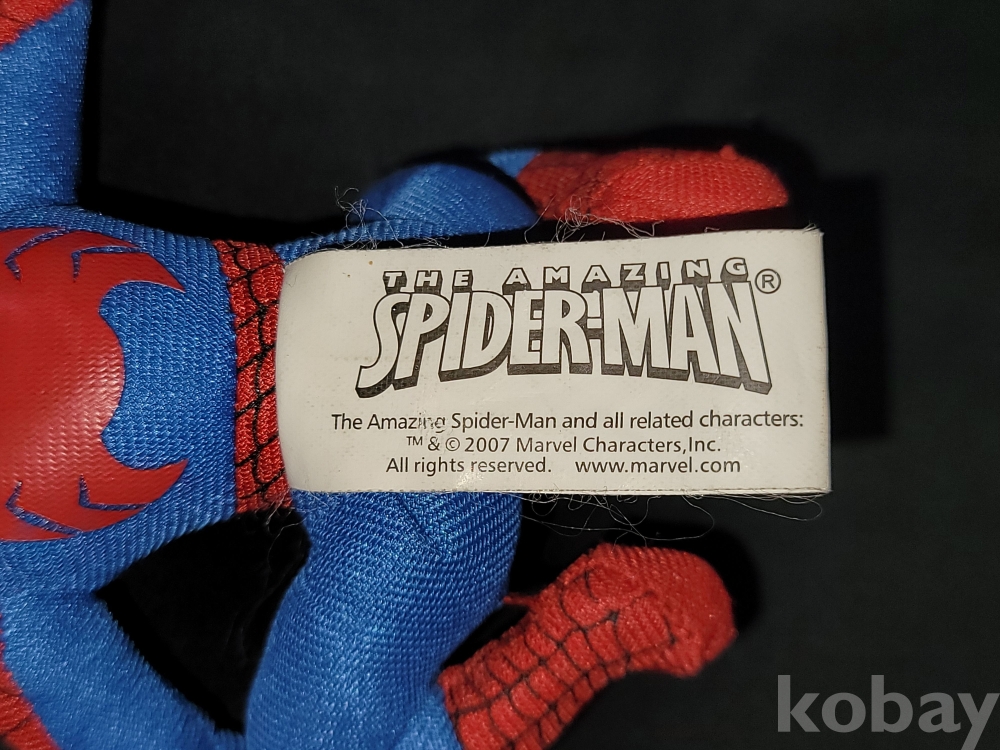 THE AMAZING
SPIDER-MAN®
The Amazing Spider-Man and all related characters:
™ & © 2007 Marvel Characters,Inc.
All rights reserved. www.marvel.com
kobay